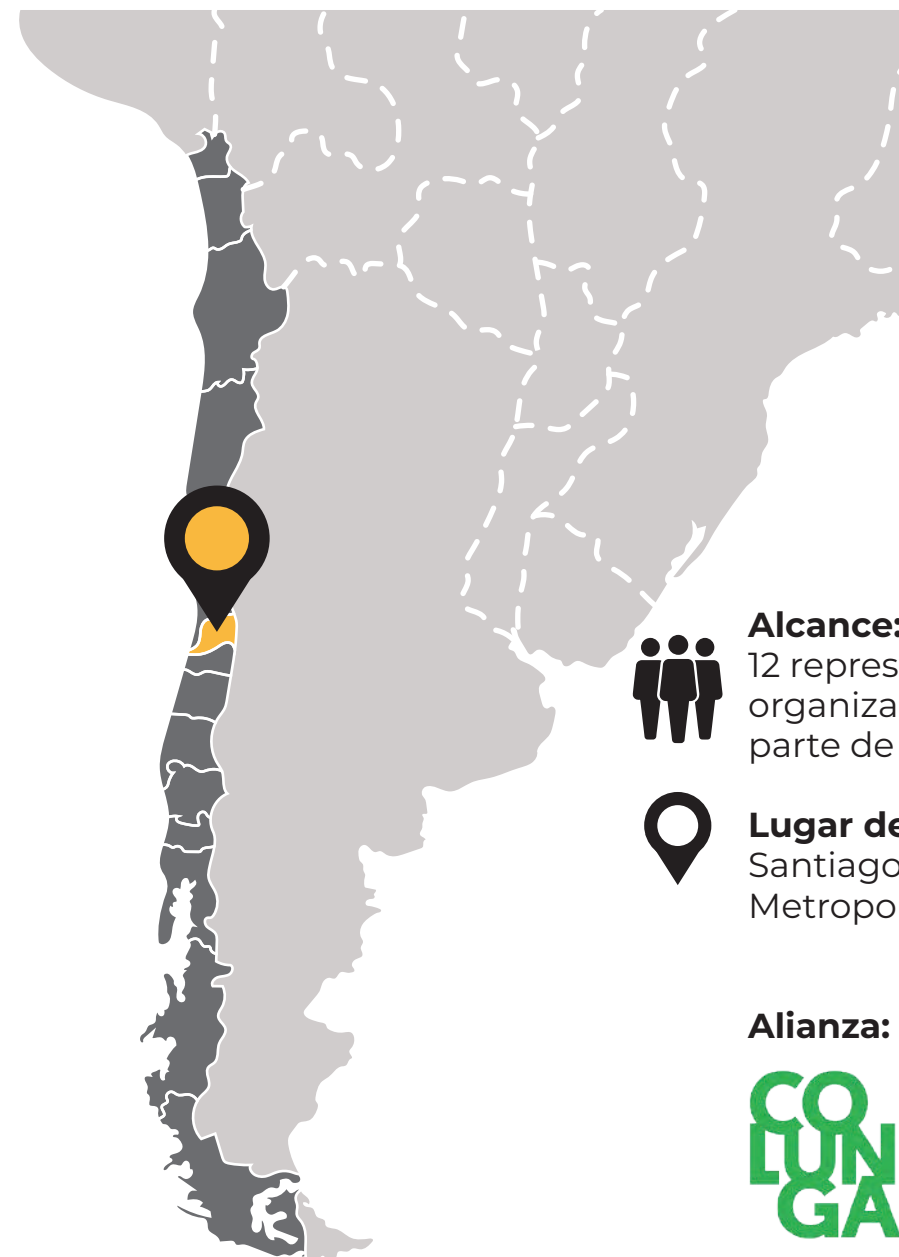 Alcance:
12 repres
organiza
parte de
Lugar de
Santiago
Metropo
Alianza:
CO
LUN
GA